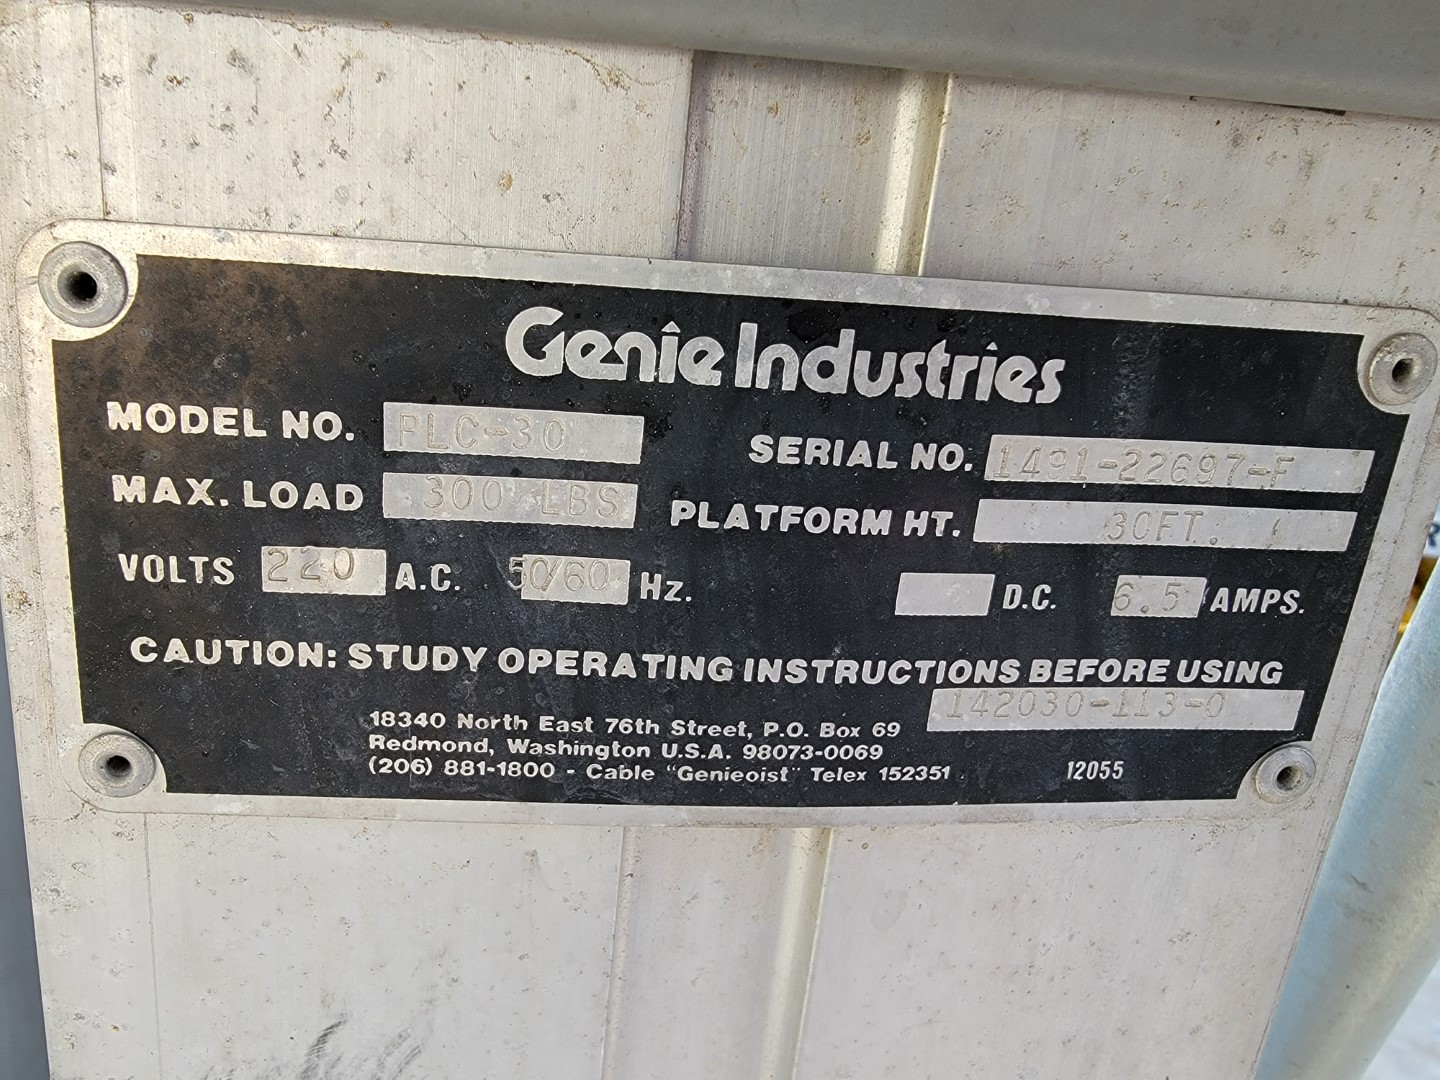 Genie Industries
MODEL NO. PLC-30 SERIAL NO. 1491-22697-F
MAX. LOAD 300 LBS PLATFORM HT. 30FT.
VOLTS 220 A.C. 50/60 Hz. D.C. 6.5 AMPS.
CAUTION: STUDY OPERATING INSTRUCTIONS BEFORE USING
142030-113-0
18340 North East 76th Street, P.O. Box 69
Redmond, Washington U.S.A. 98073-0069
(206) 881-1800 - Cable "Genieoist" Telex 152351
12055